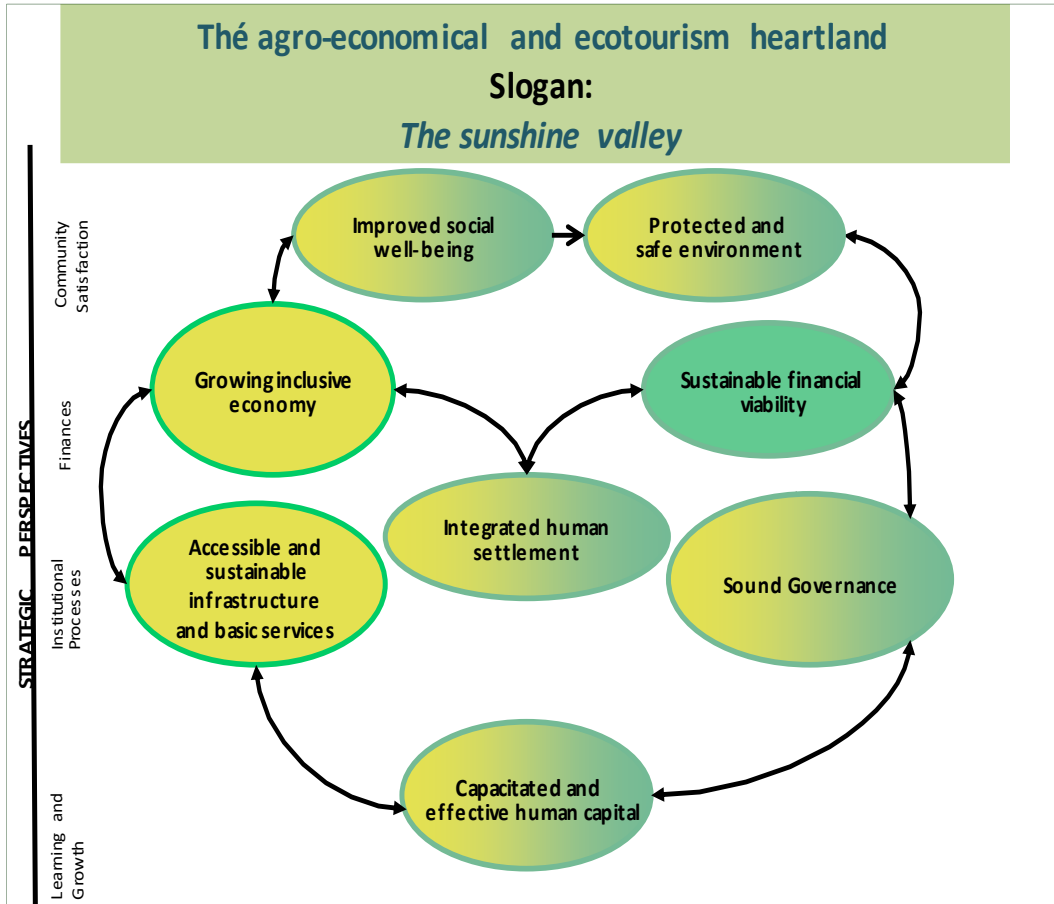 Thé agro-economical and ecotourism heartland
Slogan:
The sunshine valley
STRATEGIC PERSPECTIVES
Community
Satisfaction
Finances
Institutional
Processes
Learning and
Growth
Improved social
well-being
Protected and
safe environment
Growing inclusive
economy
Sustainable financial
viability
Integrated human
settlement
Accessible and
sustainable
infrastructure
and basic services
Sound Governance
Capacitated and
effective human capital